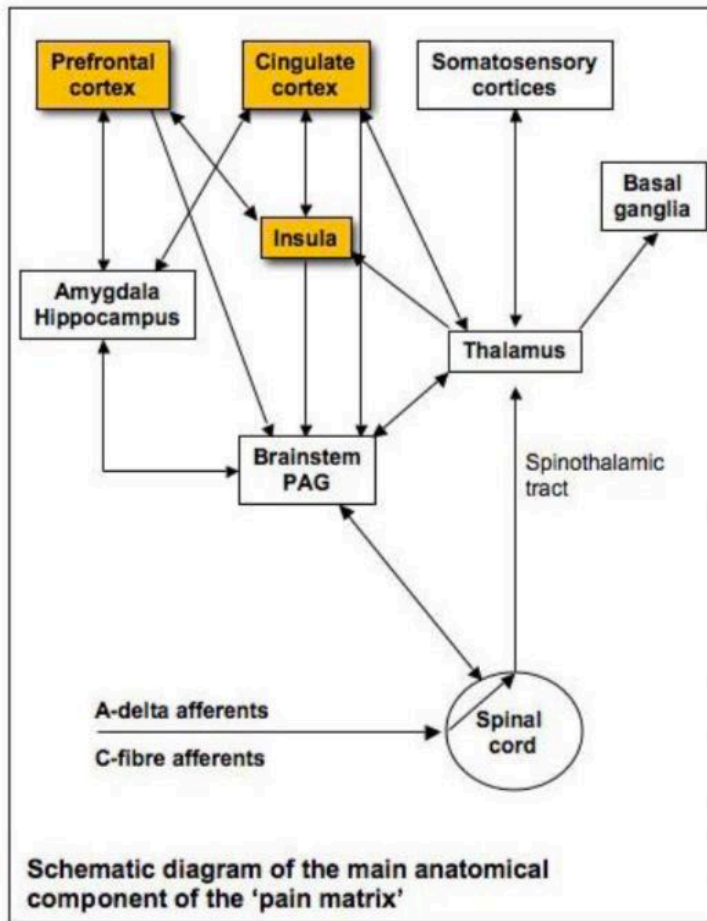 Prefrontal
cortex
Cingulate
cortex
Somatosensory
cortices
Basal
ganglia
Insula
Amygdala
Hippocampus
Thalamus
Brainstem
PAG
Spinothalamic
tract
A-delta afferents
C-fibre afferents
Spinal
cord
Schematic diagram of the main anatomical
component of the ‘pain matrix’